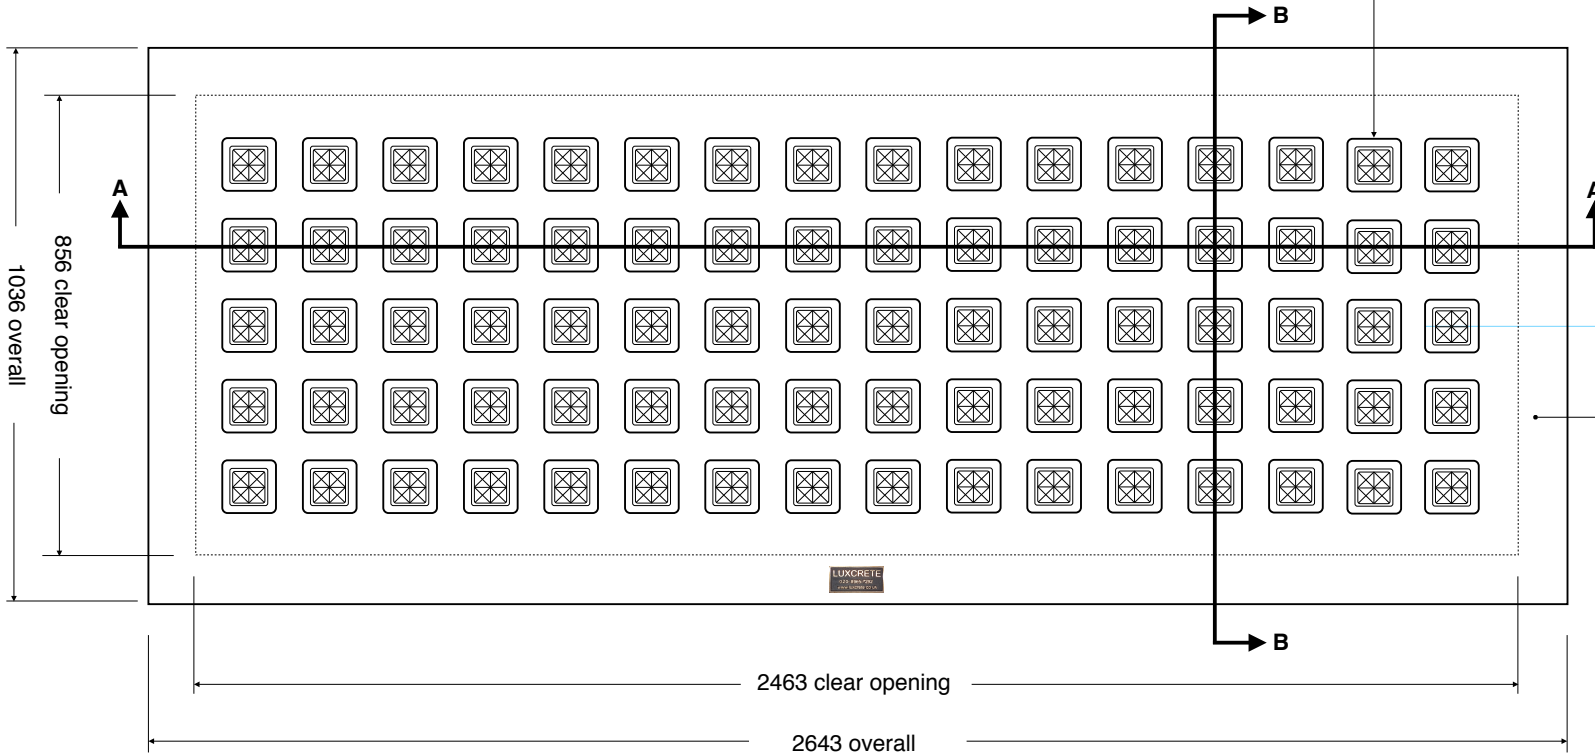 B
A
A
856 clear opening
1036 overall
LUXCRETE
B
2463 clear opening
2643 overall